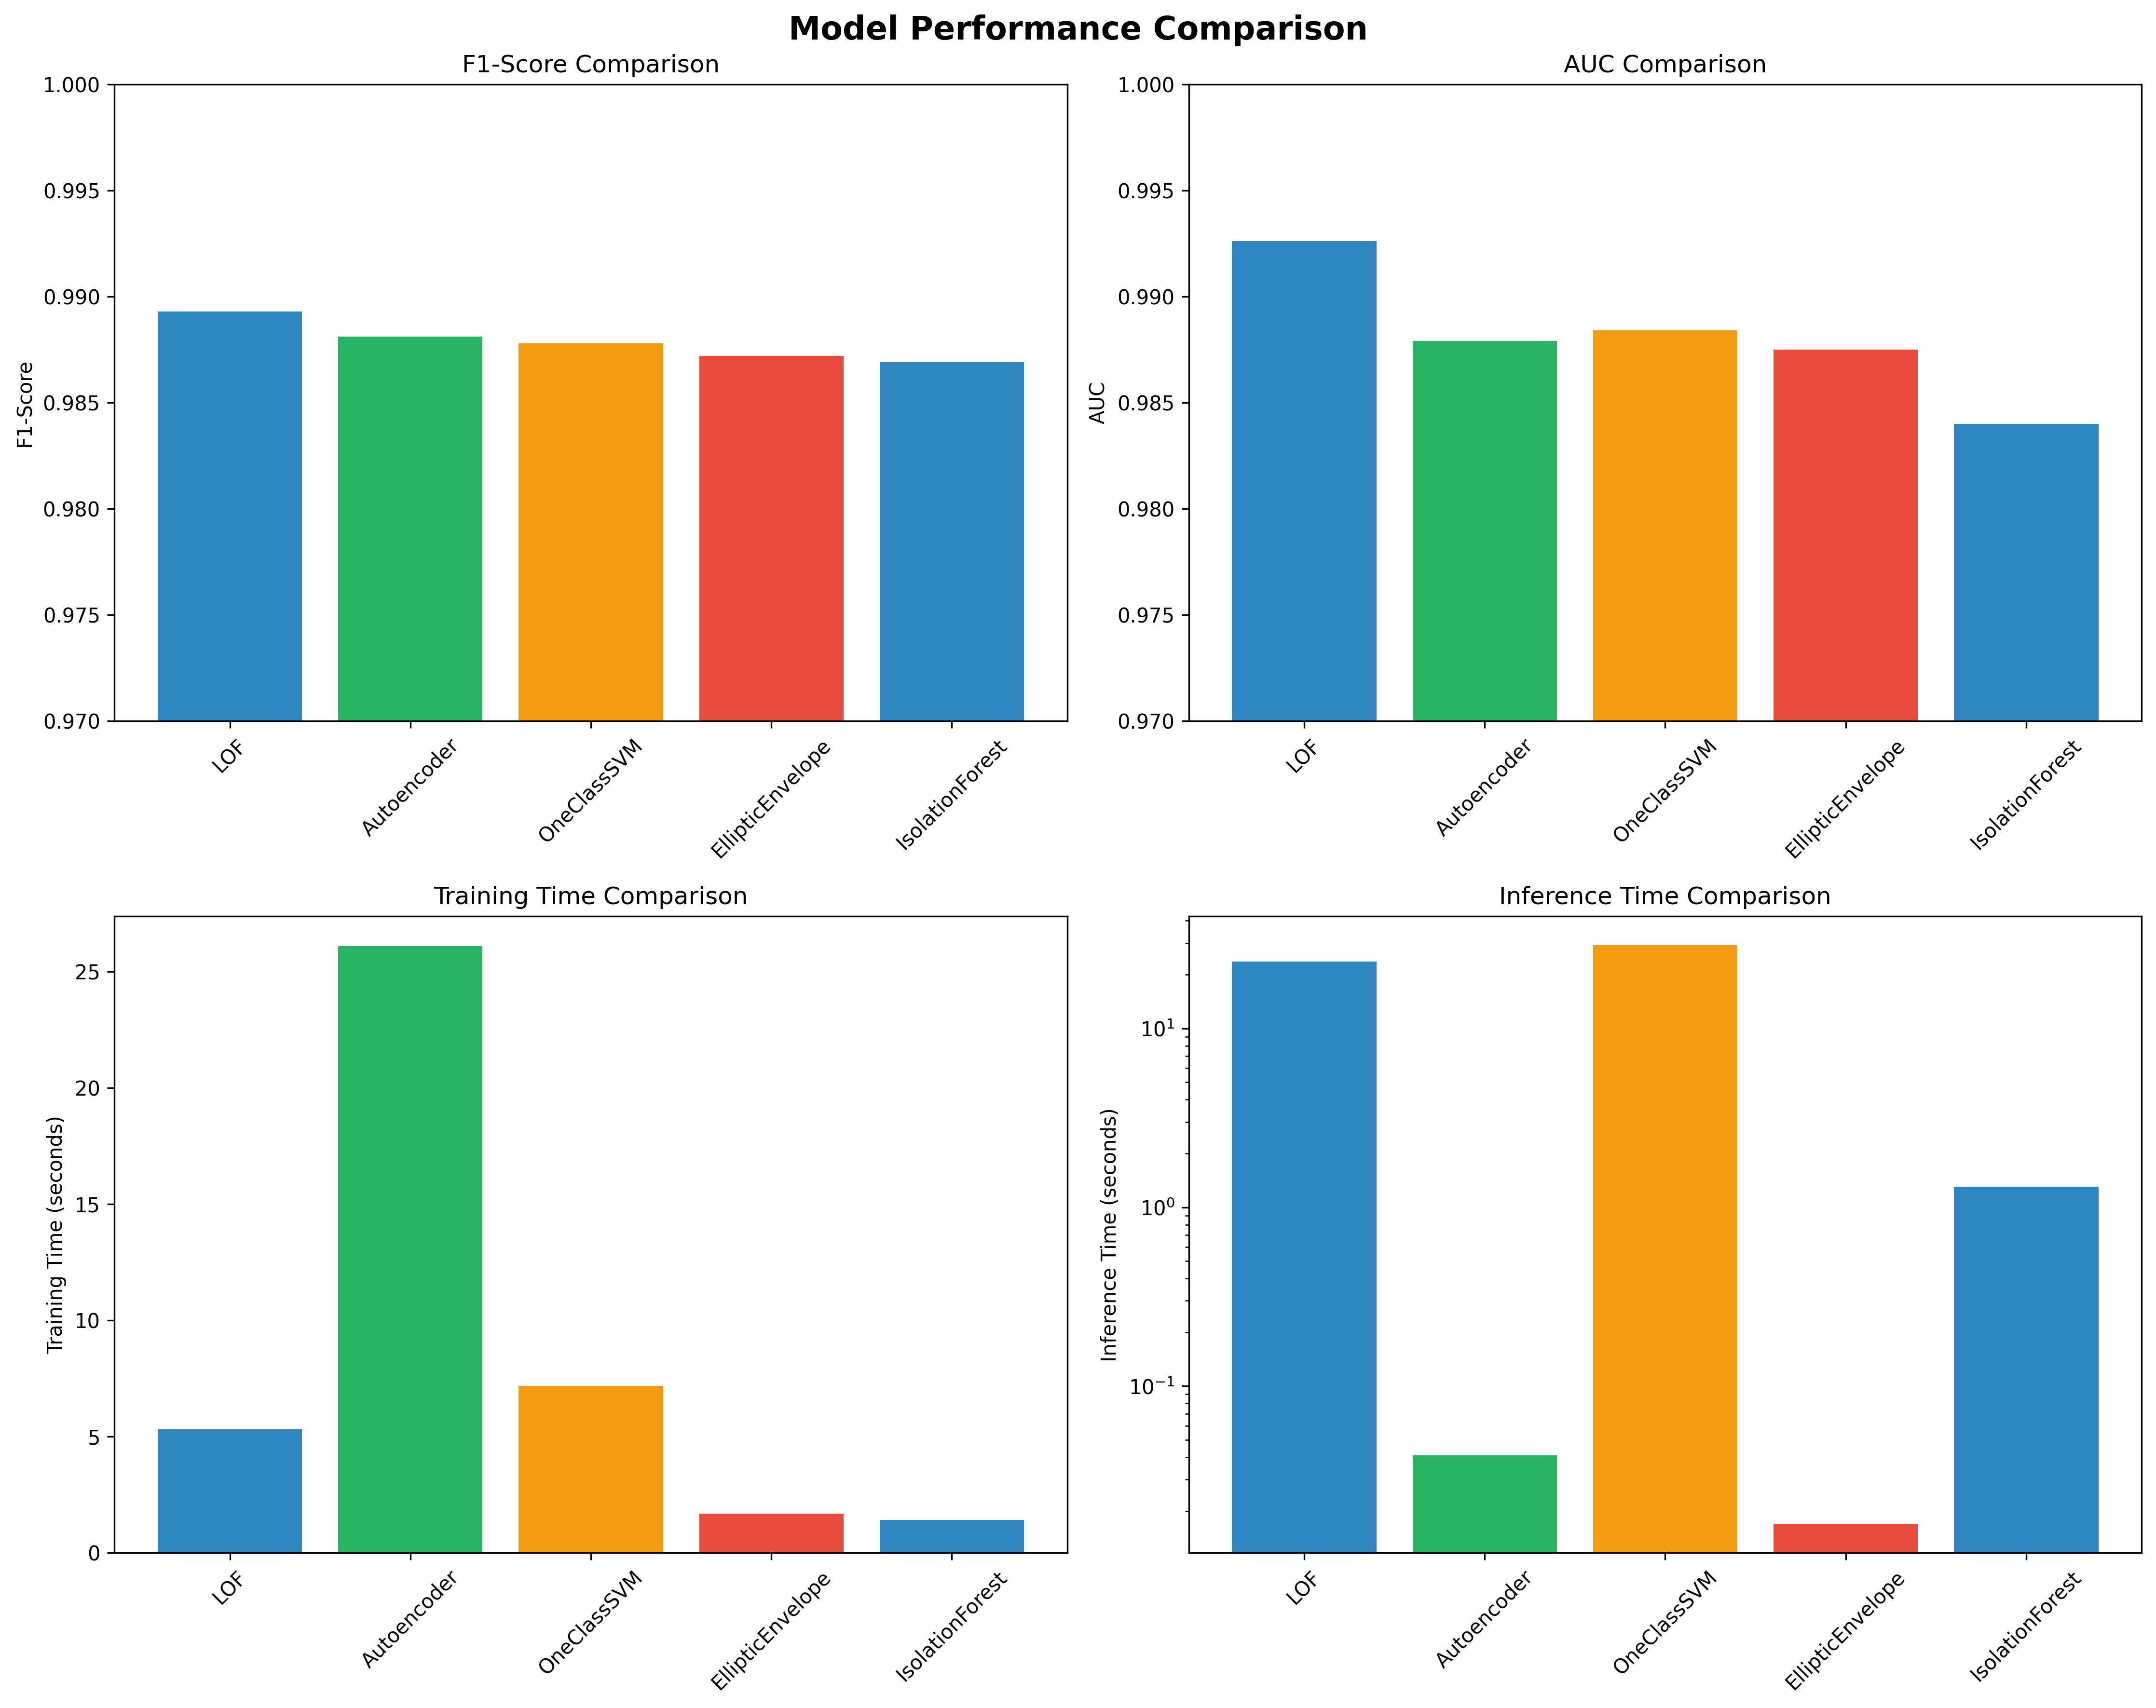 Model Performance Comparison
F1-Score Comparison
1.000
0.995
0.990
0.985
0.980
0.975
0.970
F1-Score
LOF
Autoencoder
OneClassSVM
EllipticEnvelope
IsolationForest
AUC Comparison
1.000
0.995
0.990
0.985
0.980
0.975
0.970
AUC
LOF
Autoencoder
OneClassSVM
EllipticEnvelope
IsolationForest
Training Time Comparison
25
20
15
10
5
0
Training Time (seconds)
LOF
Autoencoder
OneClassSVM
EllipticEnvelope
IsolationForest
Inference Time Comparison
10¹
10⁰
10⁻¹
Inference Time (seconds)
LOF
Autoencoder
OneClassSVM
EllipticEnvelope
IsolationForest